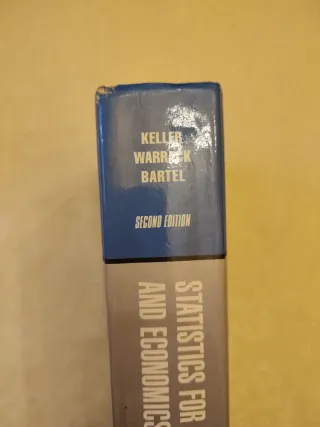 KELLER
WARRACK
BARTEL
SECOND EDITION
STATISTICS FOR
AND ECONOMICS